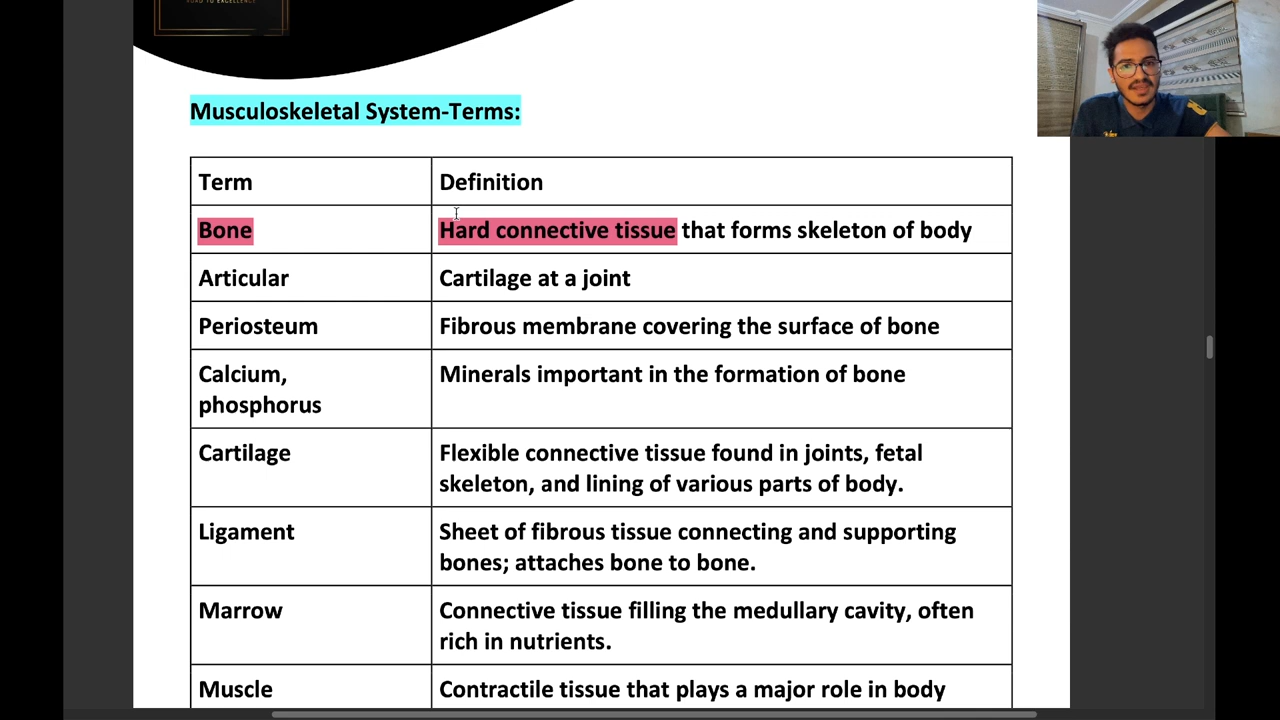 ROAD TO EXCELLENCE
Musculoskeletal System-Terms:
Term Definition
Bone Hard connective tissue that forms skeleton of body
Articular Cartilage at a joint
Periosteum Fibrous membrane covering the surface of bone
Calcium, Minerals important in the formation of bone
phosphorus
Cartilage Flexible connective tissue found in joints, fetal
skeleton, and lining of various parts of body.
Ligament Sheet of fibrous tissue connecting and supporting
bones; attaches bone to bone.
Marrow Connective tissue filling the medullary cavity, often
rich in nutrients.
Muscle Contractile tissue that plays a major role in body